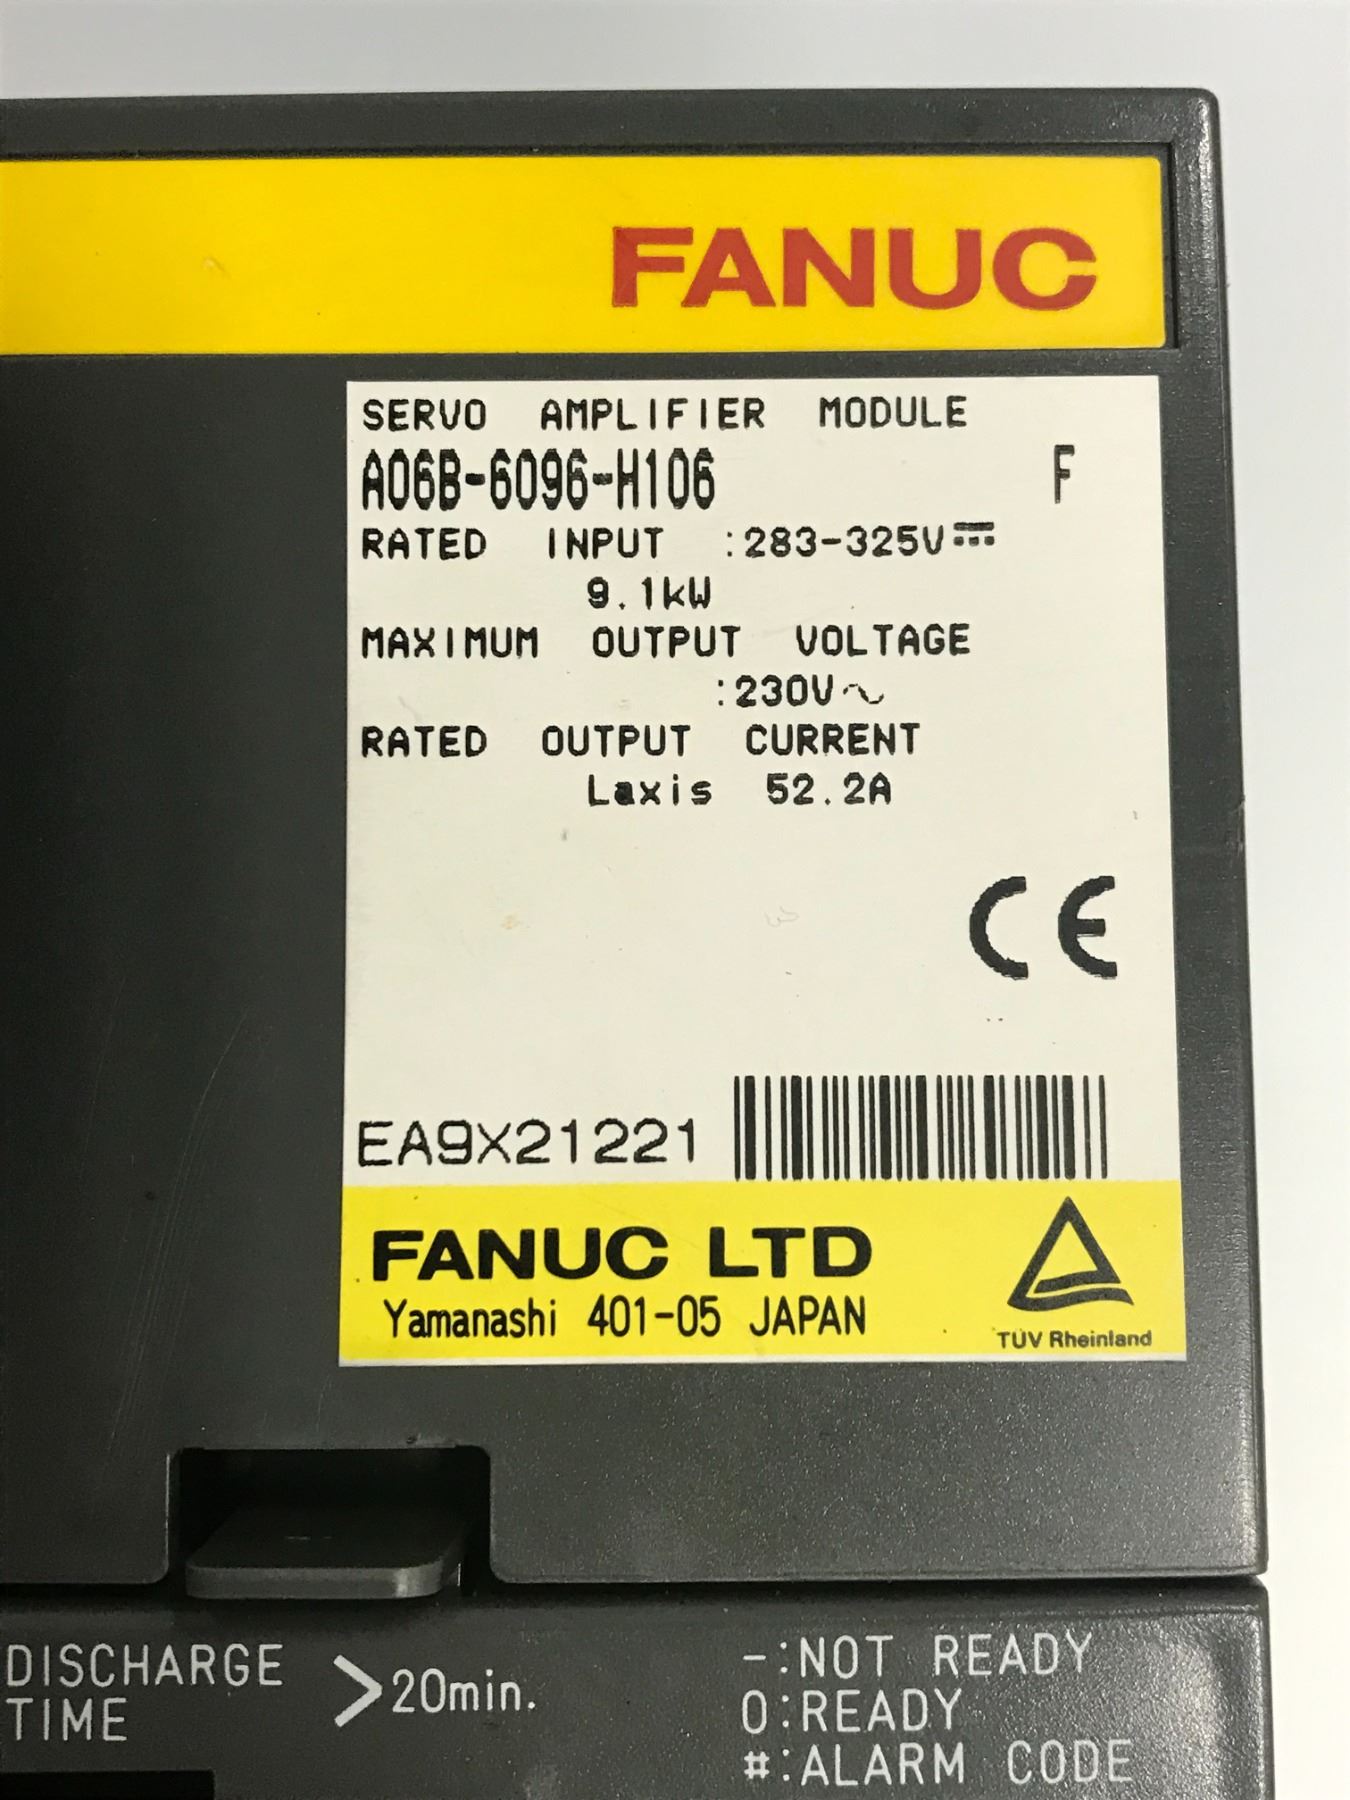 FANUC
SERVO AMPLIFIER MODULE
A06B-6096-H106 F
RATED INPUT :283-325V⎓
9.1kW
MAXIMUM OUTPUT VOLTAGE
:230V∿
RATED OUTPUT CURRENT
Laxis 52.2A
CE
EA9X21221
FANUC LTD
Yamanashi 401-05 JAPAN
TÜV Rheinland
DISCHARGE
TIME
>20min.
-:NOT READY
0:READY
#:ALARM CODE